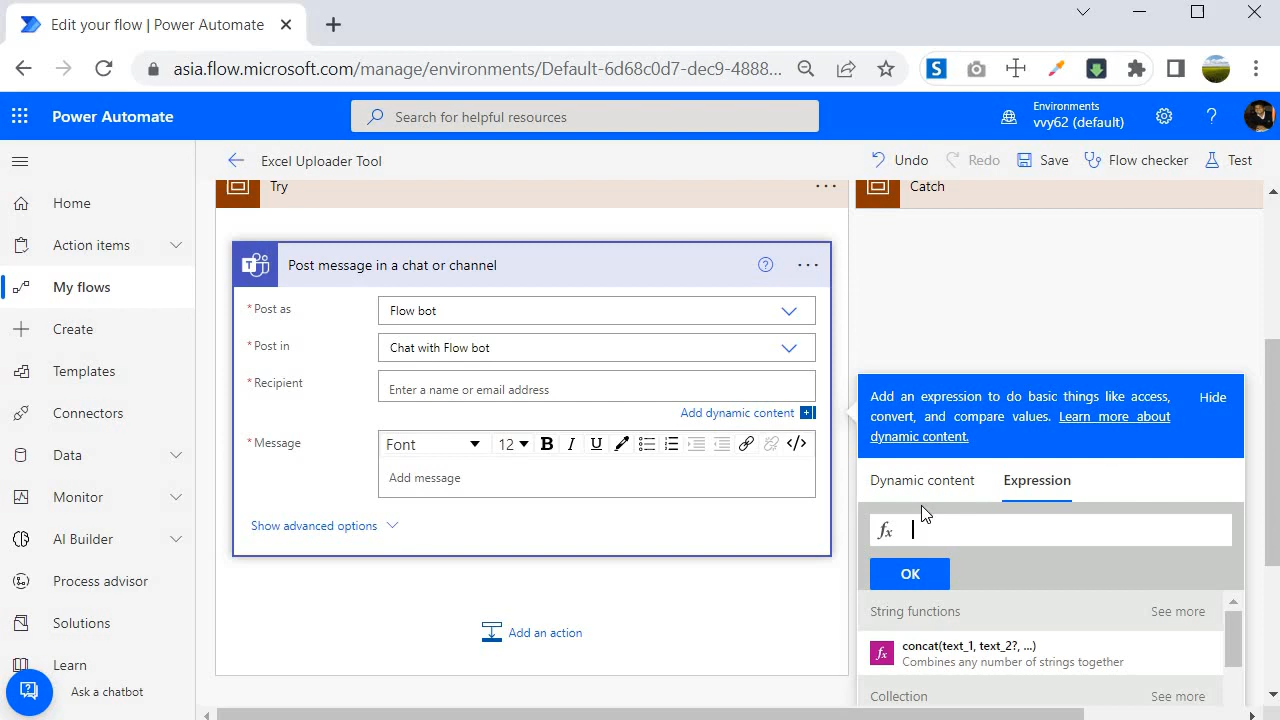 Edit your flow | Power Automate
asia.flow.microsoft.com/manage/environments/Default-6d68c0d7-dec9-4888...
Power Automate
Search for helpful resources
Environments
vvy62 (default)
Excel Uploader Tool
Undo
Redo
Save
Flow checker
Test
Home
Action items
My flows
Create
Templates
Connectors
Data
Monitor
AI Builder
Process advisor
Solutions
Learn
Ask a chatbot
Try
Catch
Post message in a chat or channel
* Post as
Flow bot
* Post in
Chat with Flow bot
* Recipient
Enter a name or email address
Add dynamic content
* Message
Font
12
B I U
</>
Add message
Show advanced options
Add an action
Add an expression to do basic things like access,
convert, and compare values. Learn more about
dynamic content.
Hide
Dynamic content
Expression
fx
OK
String functions
See more
fx
concat(text_1, text_2?, ...)
Combines any number of strings together
Collection
See more